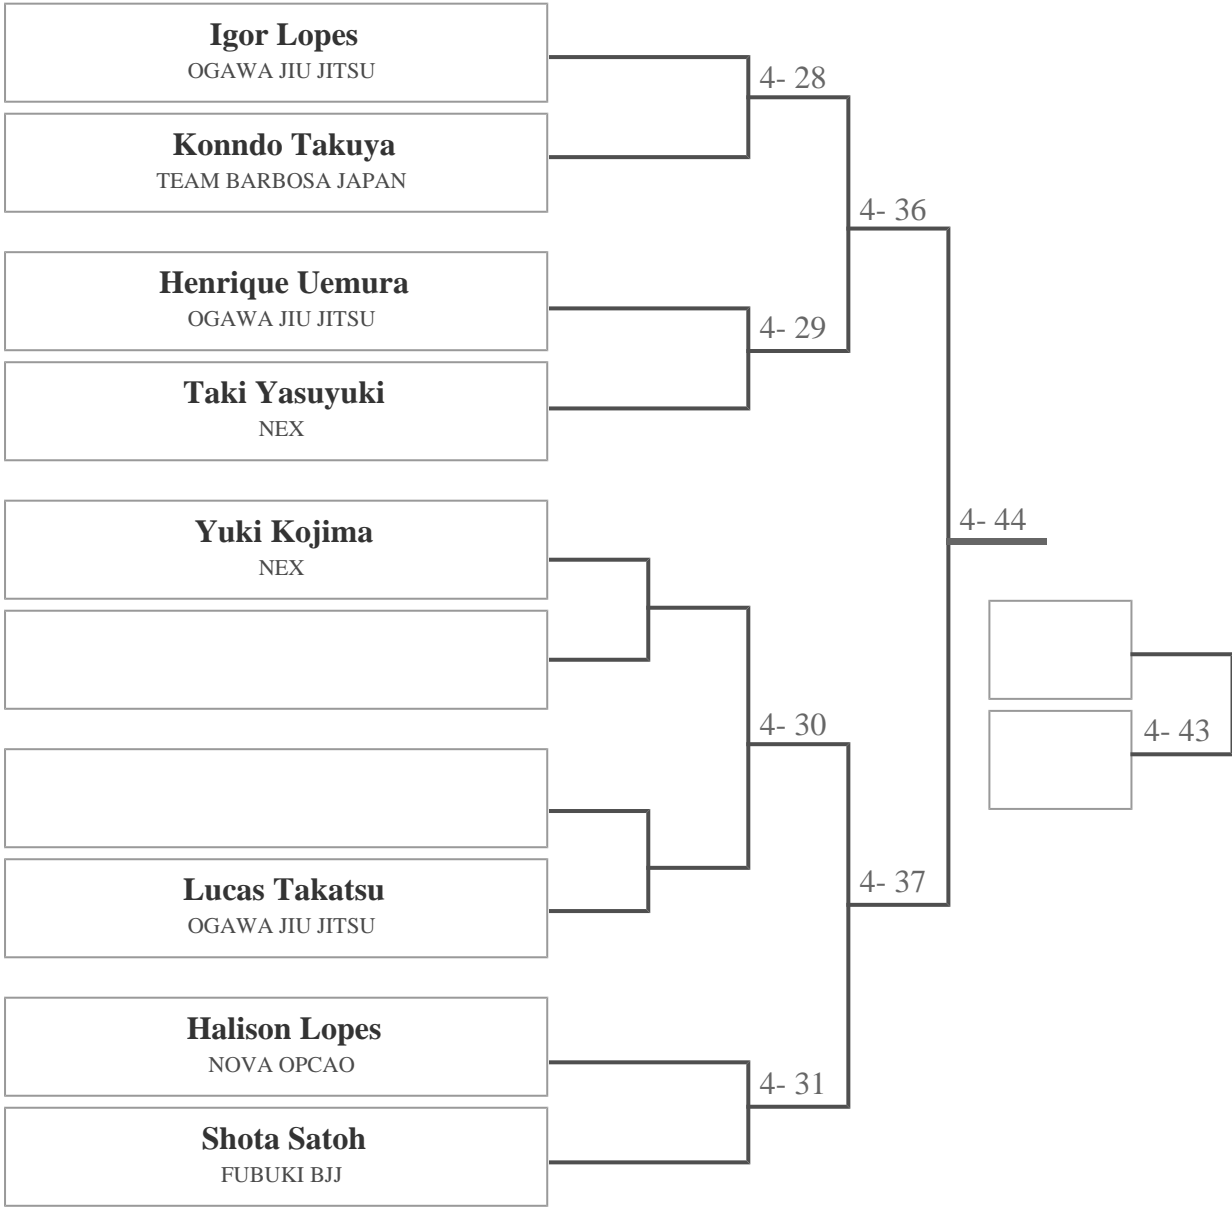 Igor Lopes
OGAWA JIU JITSU
4- 28
Konndo Takuya
TEAM BARBOSA JAPAN
4- 36
Henrique Uemura
OGAWA JIU JITSU
4- 29
Taki Yasuyuki
NEX
Yuki Kojima
NEX
4- 44
4- 30
4- 43
Lucas Takatsu
OGAWA JIU JITSU
4- 37
Halison Lopes
NOVA OPCAO
4- 31
Shota Satoh
FUBUKI BJJ